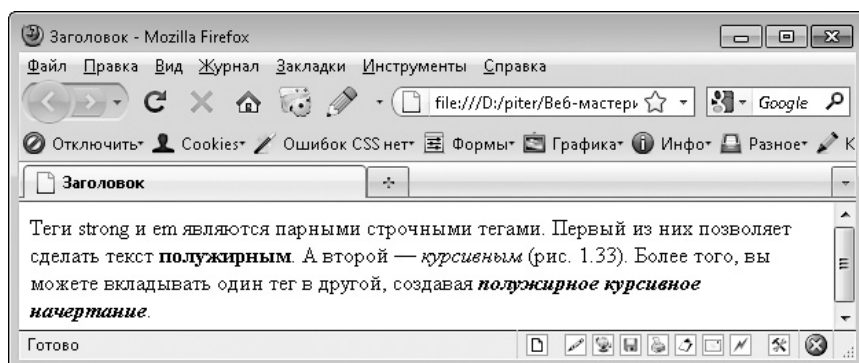 Заголовок - Mozilla Firefox
Файл Правка Вид Журнал Закладки Инструменты Справка
file:///D:/piter/Веб-мастери Google
Отключить Cookies Ошибок CSS нет Формы Графика Инфо Разное К
Заголовок
Теги strong и em являются парными строчными тегами. Первый из них позволяет
сделать текст полужирным. А второй — курсивным (рис. 1.33). Более того, вы
можете вкладывать один тег в другой, создавая полужирное курсивное
начертание.
Готово